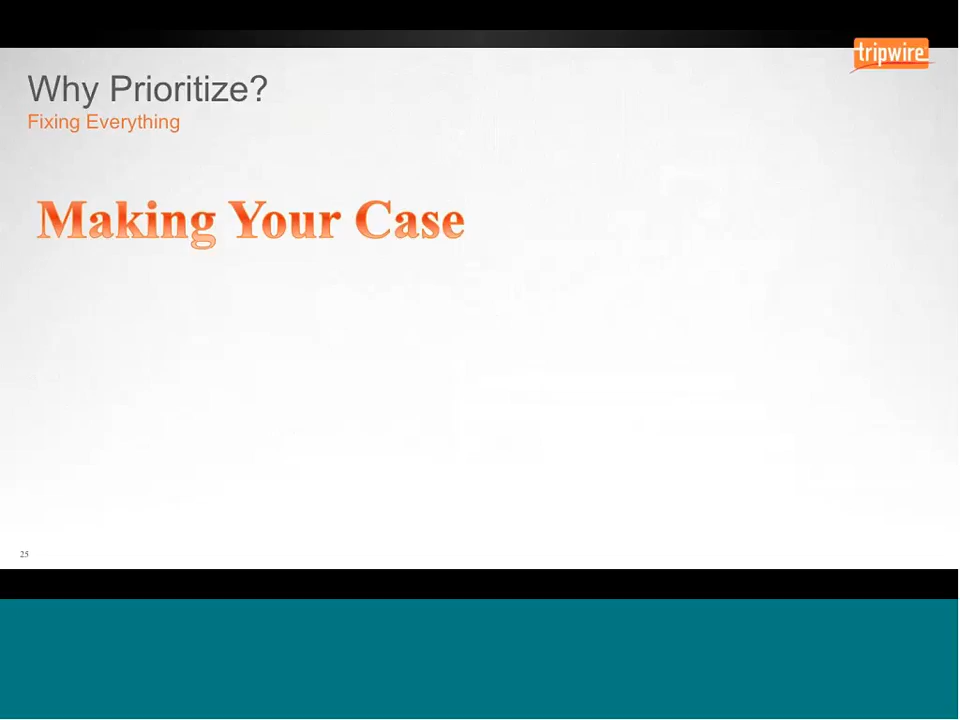 tripwire
Why Prioritize?
Fixing Everything
Making Your Case
25